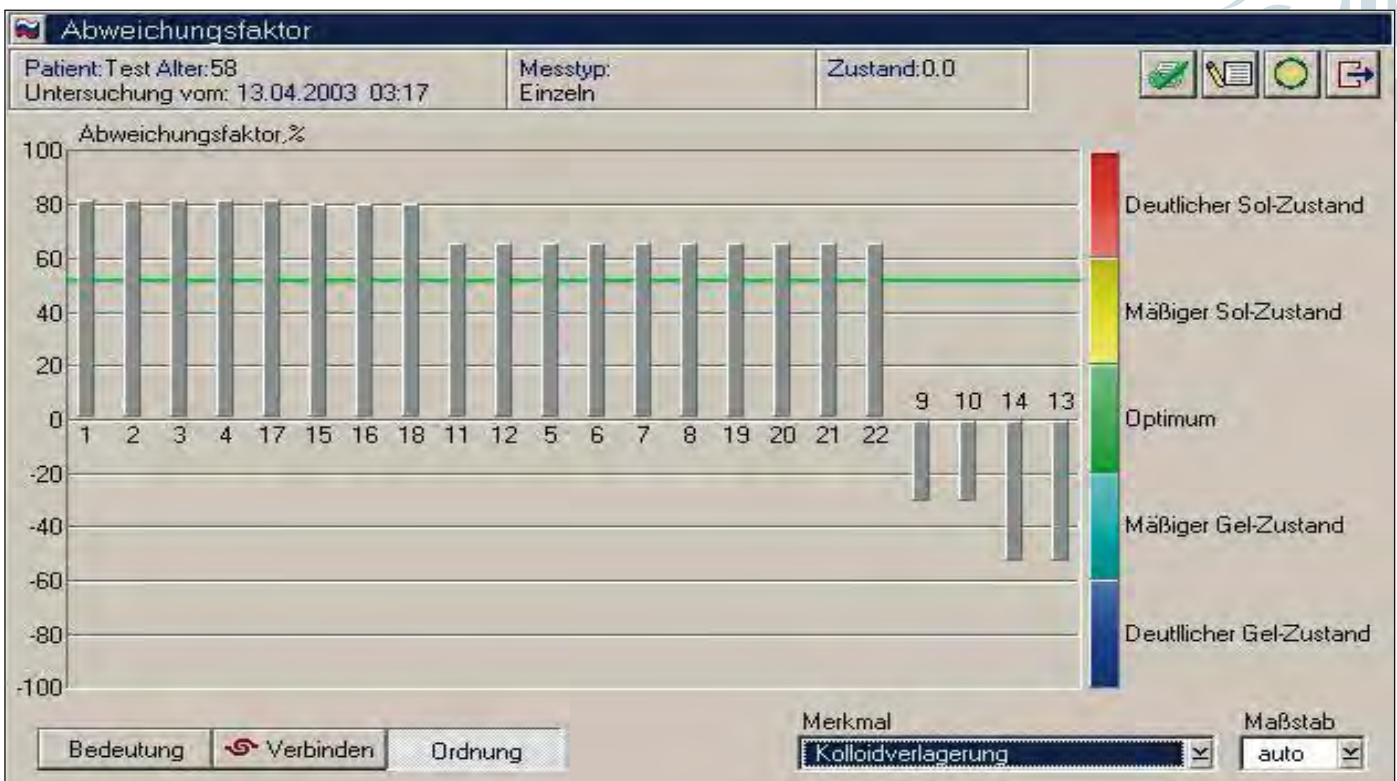 Abweichungsfaktor
Patient:Test Alter:58
Untersuchung vom: 13.04.2003 03:17
Messtyp:
Einzeln
Zustand:0.0
Abweichungsfaktor,%
100
80
60
40
20
0
-20
-40
-60
-80
-100
1 2 3 4 17 15 16 18 11 12 5 6 7 8 19 20 21 22
9 10 14 13
Deutlicher Sol-Zustand
Mäßiger Sol-Zustand
Optimum
Mäßiger Gel-Zustand
Deutllicher Gel-Zustand
Bedeutung
Verbinden
Ordnung
Merkmal
Kolloidverlagerung
Maßstab
auto